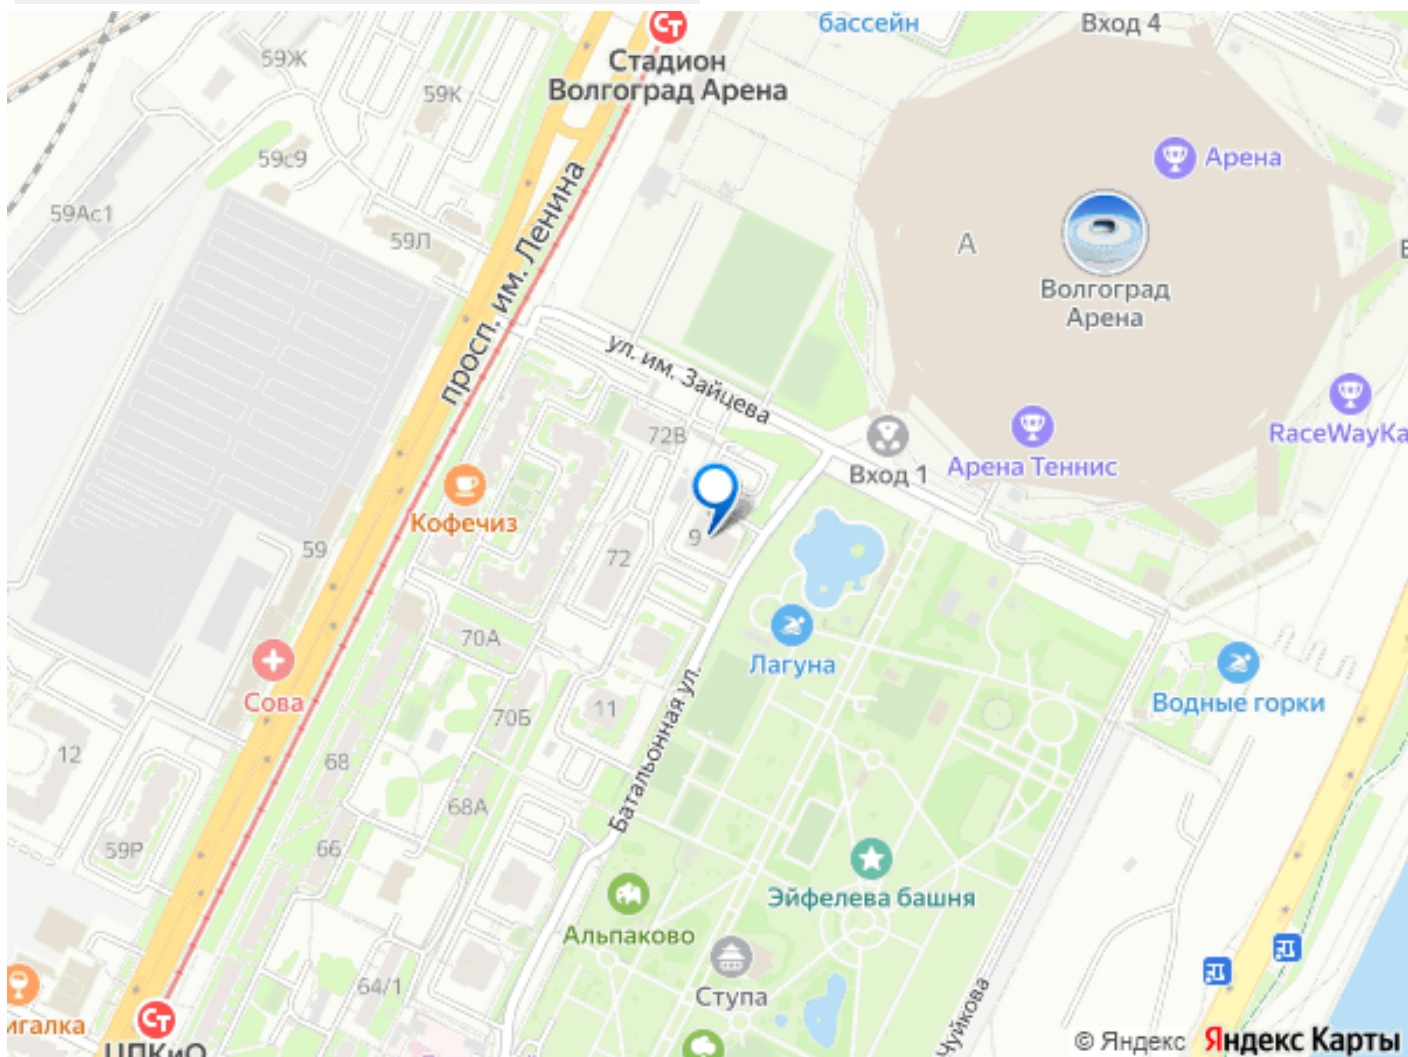 бассейн
Вход 4
Стадион
Волгоград Арена
59Ж
59К
59с9
59Ас1
59Л
просп. им. Ленина
Арена
А
Волгоград
Арена
ул. им. Зайцева
72В
Вход 1
Арена Теннис
RaceWayKa
Кофечиз
59
9
72
70А
Лагуна
Сова
Водные горки
11
70Б
Батальонная ул.
12
68
68А
66
59Р
Эйфелева башня
Альпаково
Ступа
64/1
игалка
ЦПКиО
Чуйкова
© Яндекс Яндекс Карты